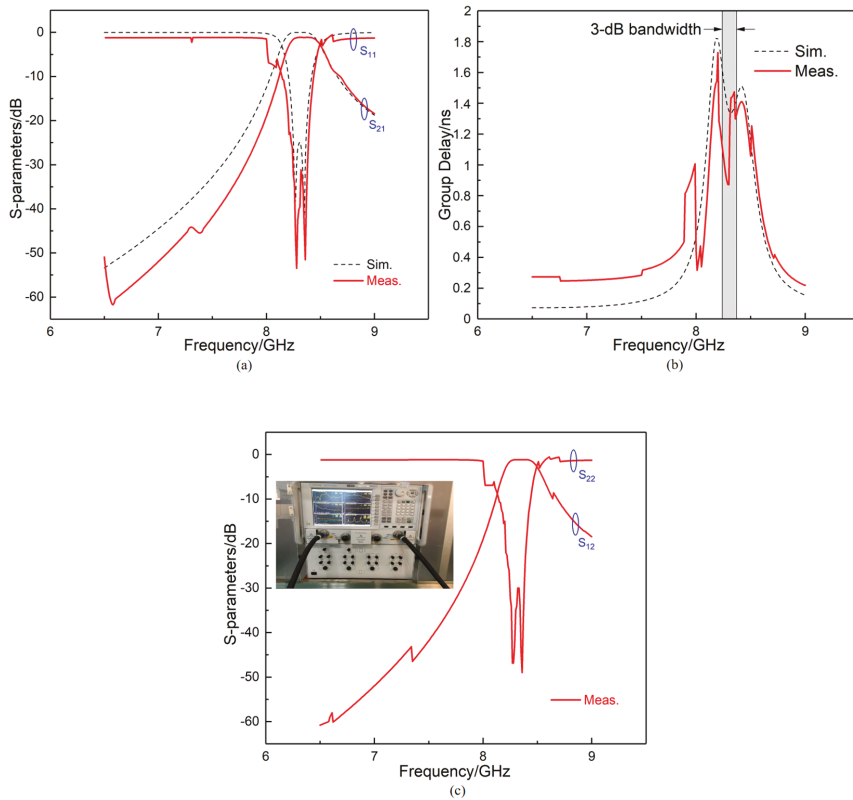 (a)
S-parameters/dB
0
-10
-20
-30
-40
-50
-60
S11
S21
Sim.
Meas.
6
7
8
9
Frequency/GHz
(b)
3-dB bandwidth
Sim.
Meas.
Group Delay/ns
2
1.8
1.6
1.4
1.2
1
0.8
0.6
0.4
0.2
0
6
7
8
9
Frequency/GHz
S-parameters/dB
0
-10
-20
-30
-40
-50
-60
S22
S12
Meas.
6
7
8
9
Frequency/GHz
(c)